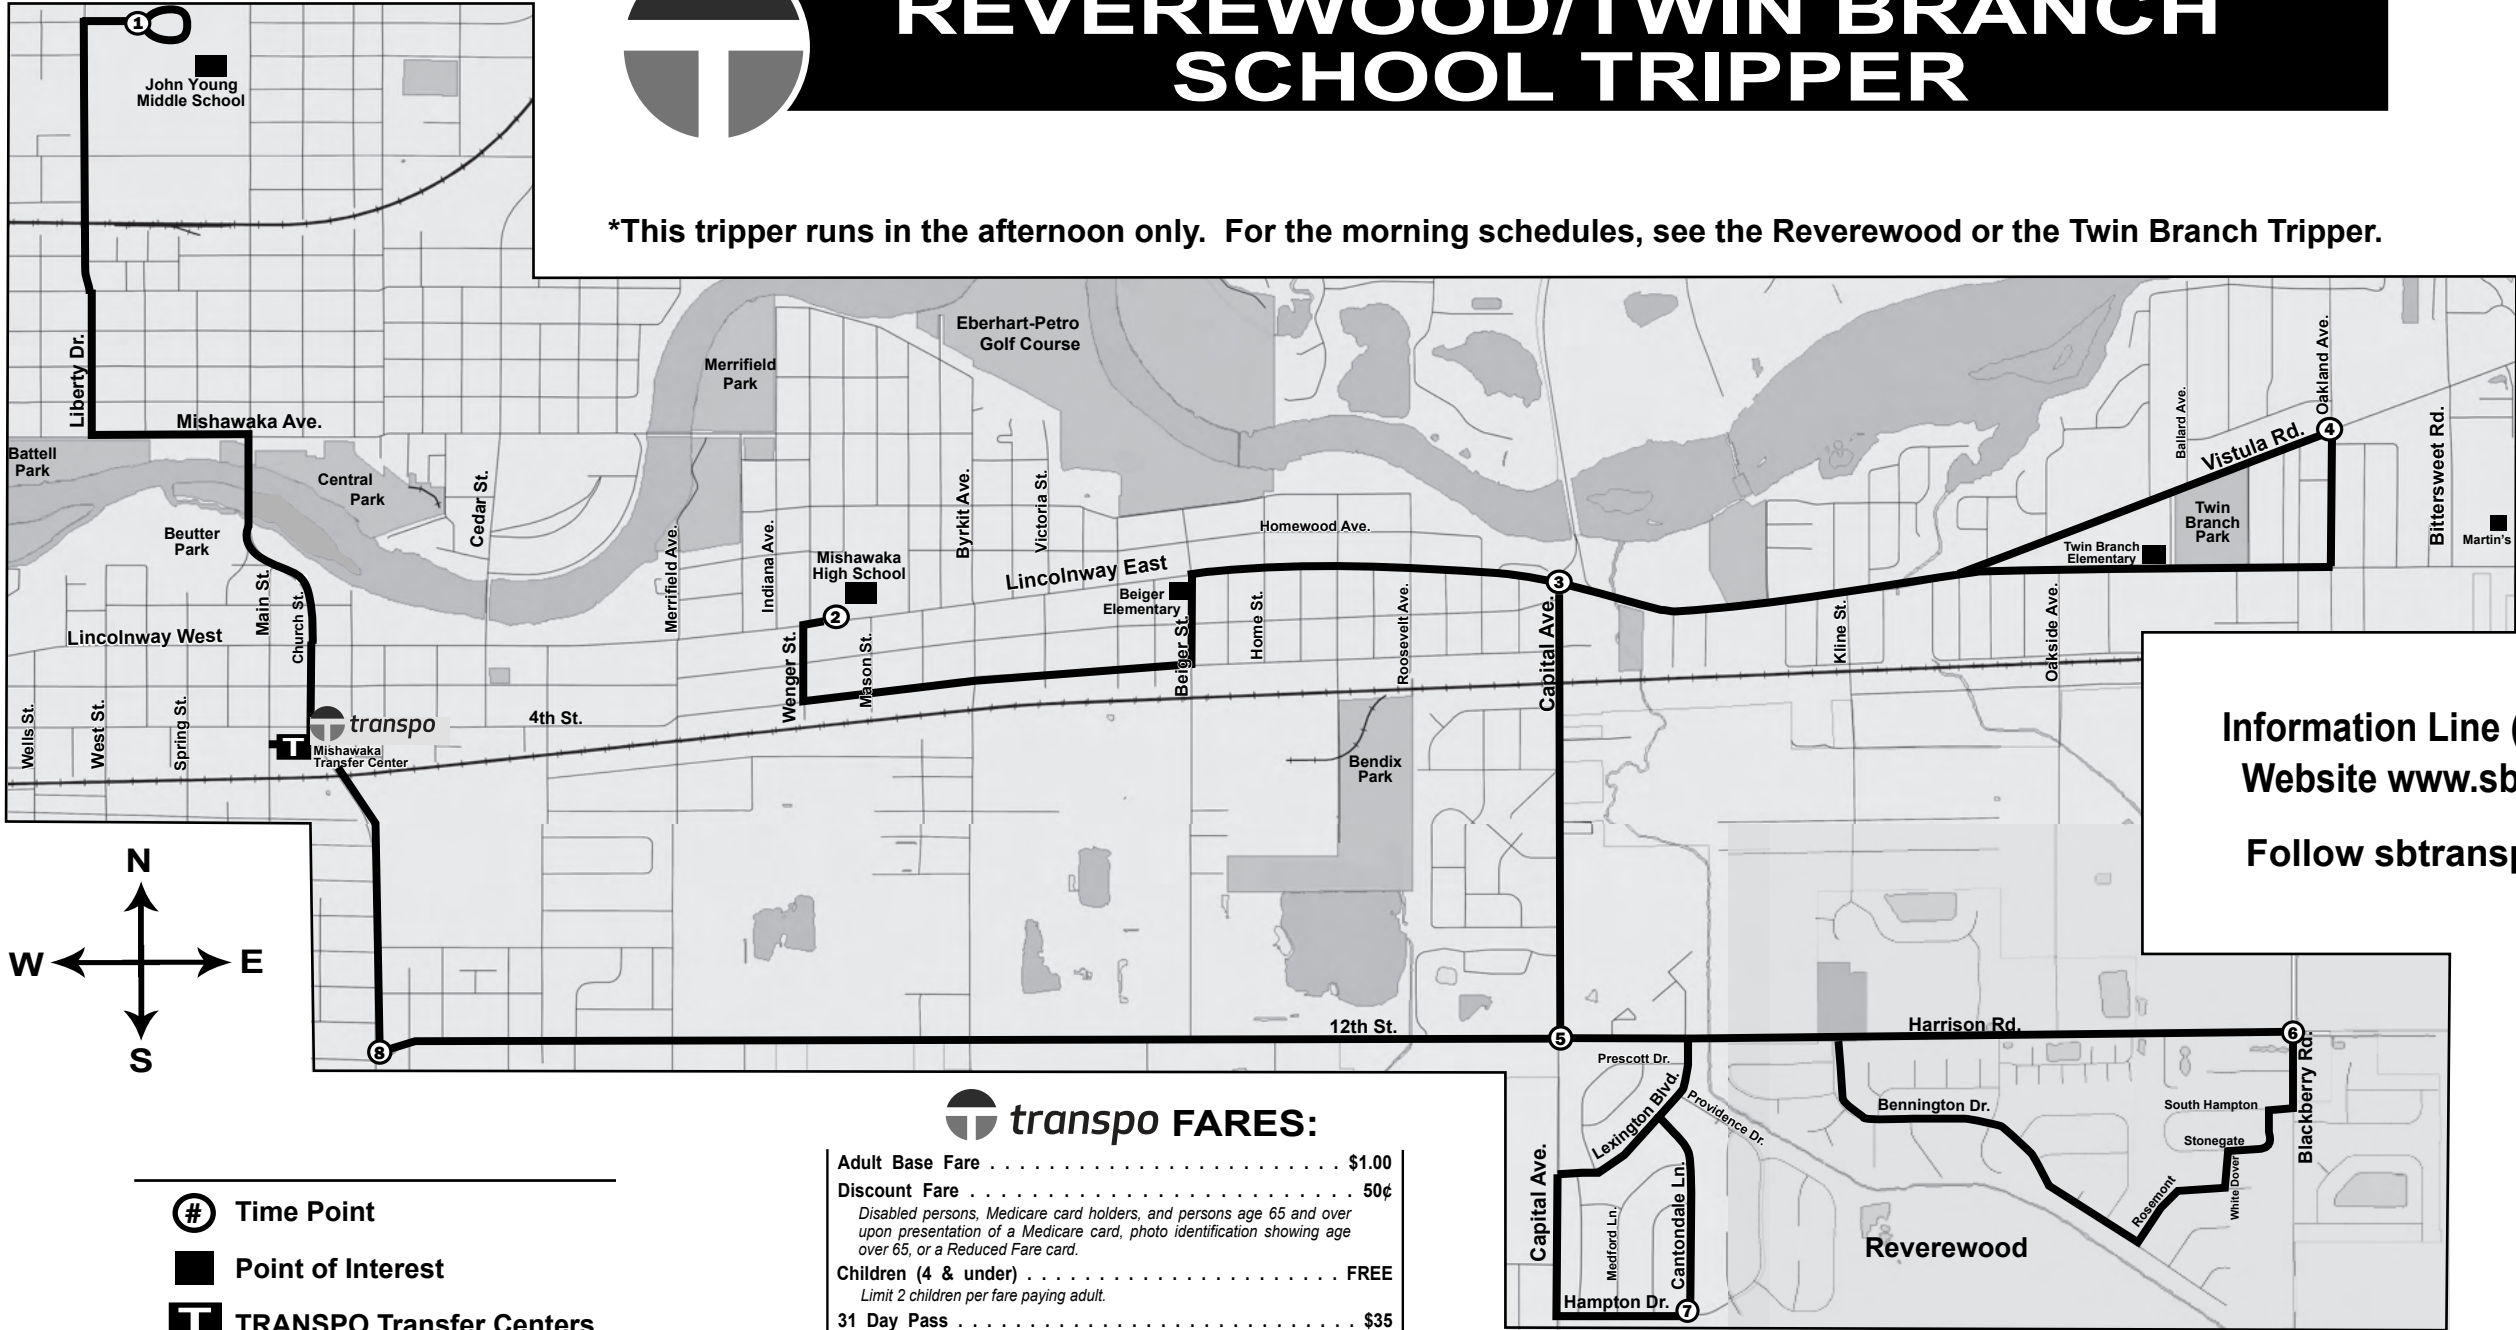 REVEREWOOD/TWIN BRANCH
SCHOOL TRIPPER
*This tripper runs in the afternoon only. For the morning schedules, see the Reverewood or the Twin Branch Tripper.
1
John Young
Middle School
Liberty Dr.
Mishawaka Ave.
Battell
Park
Central
Park
Beutter
Park
Cedar St.
Main St.
Church St.
Lincolnway West
Wells St.
West St.
Spring St.
transpo
T
Mishawaka
Transfer Center
4th St.
Merrifield
Park
Merrifield Ave.
Indiana Ave.
Eberhart-Petro
Golf Course
Byrkit Ave.
Victoria St.
Mishawaka
High School
2
Wenger St.
Mason St.
Lincolnway East
Homewood Ave.
Beiger
Elementary
Beiger St.
Home St.
Roosevelt Ave.
3
Capital Ave.
Bendix
Park
Kline St.
Oakside Ave.
Ballard Ave.
Oakland Ave.
4
Vistula Rd.
Twin
Branch
Park
Twin Branch
Elementary
Bittersweet Rd.
Martin's
Information Line (
Website www.sb
Follow sbtransp
N
W
E
S
8
12th St.
5
Harrison Rd.
6
Prescott Dr.
Lexington Blvd.
Providence Dr.
Bennington Dr.
South Hampton
Stonegate
White Dover
Rosemont
Blackberry Rd.
Capital Ave.
Medford Ln.
Cantondale Ln.
Hampton Dr.
7
Reverewood
# Time Point
Point of Interest
T TRANSPO Transfer Centers
transpo FARES:
Adult Base Fare . . . . . . . . . . . . . . . . . . . . . . . . $1.00
Discount Fare . . . . . . . . . . . . . . . . . . . . . . . . . . 50¢
Disabled persons, Medicare card holders, and persons age 65 and over
upon presentation of a Medicare card, photo identification showing age
over 65, or a Reduced Fare card.
Children (4 & under) . . . . . . . . . . . . . . . . . . . . . . FREE
Limit 2 children per fare paying adult.
31 Day Pass . . . . . . . . . . . . . . . . . . . . . . . . . . . $35